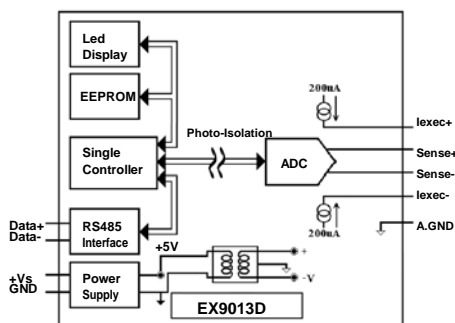 Led
Display
EEPROM
Single
Controller
Photo-Isolation
ADC
200uA
Iexec+
Sense+
Sense-
Iexec-
200uA
A.GND
Data+
Data-
RS485
Interface
+5V
+Vs
GND
Power
Supply
+
-V
EX9013D